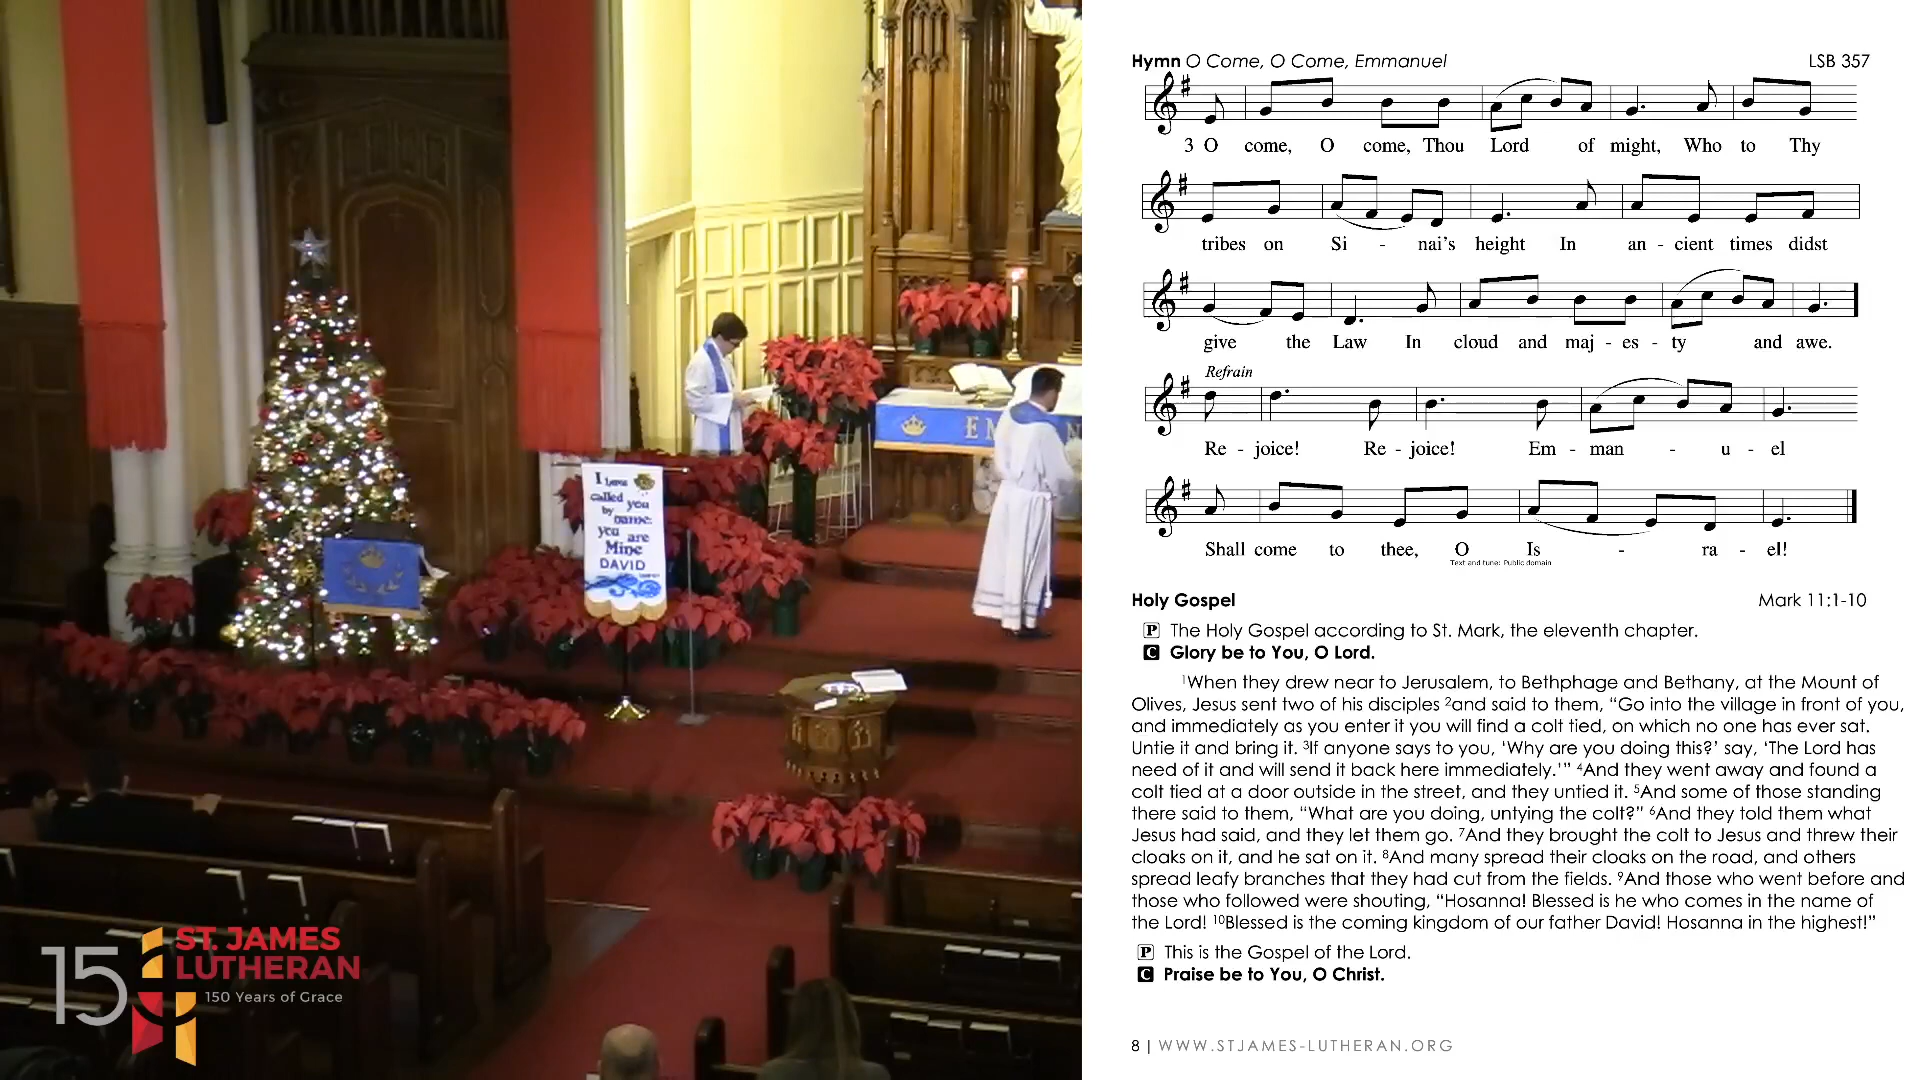 I have
called you
by name:
you are
Mine
DAVID
15
ST. JAMES
LUTHERAN
150 Years of Grace
Hymn O Come, O Come, Emmanuel LSB 357
3 O come, O come, Thou Lord of might, Who to Thy
tribes on Si - nai's height In an - cient times didst
give the Law In cloud and maj - es - ty and awe.
Refrain
Re - joice! Re - joice! Em - man - u - el
Shall come to thee, O Is - ra - el!
Text and tune: Public domain
Holy Gospel Mark 11:1-10
P The Holy Gospel according to St. Mark, the eleventh chapter.
C Glory be to You, O Lord.
1When they drew near to Jerusalem, to Bethphage and Bethany, at the Mount of
Olives, Jesus sent two of his disciples 2and said to them, “Go into the village in front of you,
and immediately as you enter it you will find a colt tied, on which no one has ever sat.
Untie it and bring it. 3If anyone says to you, ‘Why are you doing this?’ say, ‘The Lord has
need of it and will send it back here immediately.’” 4And they went away and found a
colt tied at a door outside in the street, and they untied it. 5And some of those standing
there said to them, “What are you doing, untying the colt?” 6And they told them what
Jesus had said, and they let them go. 7And they brought the colt to Jesus and threw their
cloaks on it, and he sat on it. 8And many spread their cloaks on the road, and others
spread leafy branches that they had cut from the fields. 9And those who went before and
those who followed were shouting, “Hosanna! Blessed is he who comes in the name of
the Lord! 10Blessed is the coming kingdom of our father David! Hosanna in the highest!”
P This is the Gospel of the Lord.
C Praise be to You, O Christ.
8 | WWW.STJAMES-LUTHERAN.ORG